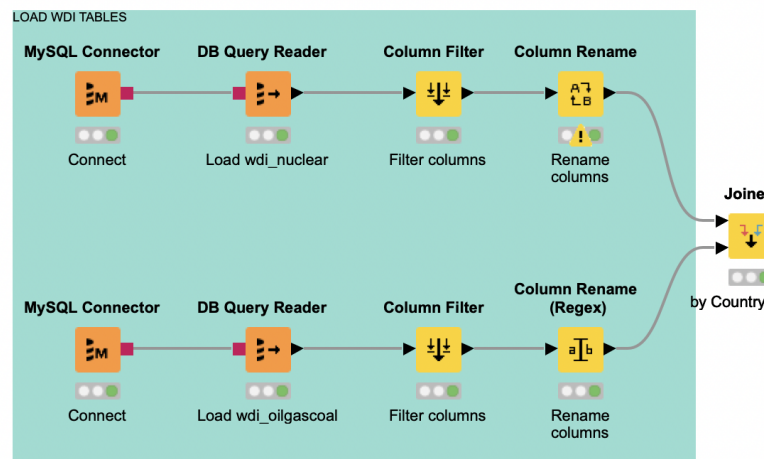 LOAD WDI TABLES
MySQL Connector
DB Query Reader
Column Filter
Column Rename
M
A
B
Connect
Load wdi_nuclear
Filter columns
Rename
columns
Joine
by Country
MySQL Connector
DB Query Reader
Column Filter
Column Rename
(Regex)
M
a b
Connect
Load wdi_oilgascoal
Filter columns
Rename
columns